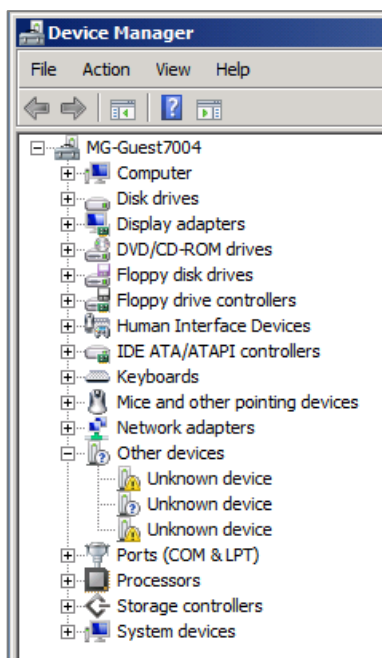 Device Manager
File Action View Help
MG-Guest7004
Computer
Disk drives
Display adapters
DVD/CD-ROM drives
Floppy disk drives
Floppy drive controllers
Human Interface Devices
IDE ATA/ATAPI controllers
Keyboards
Mice and other pointing devices
Network adapters
Other devices
Unknown device
Unknown device
Unknown device
Ports (COM & LPT)
Processors
Storage controllers
System devices